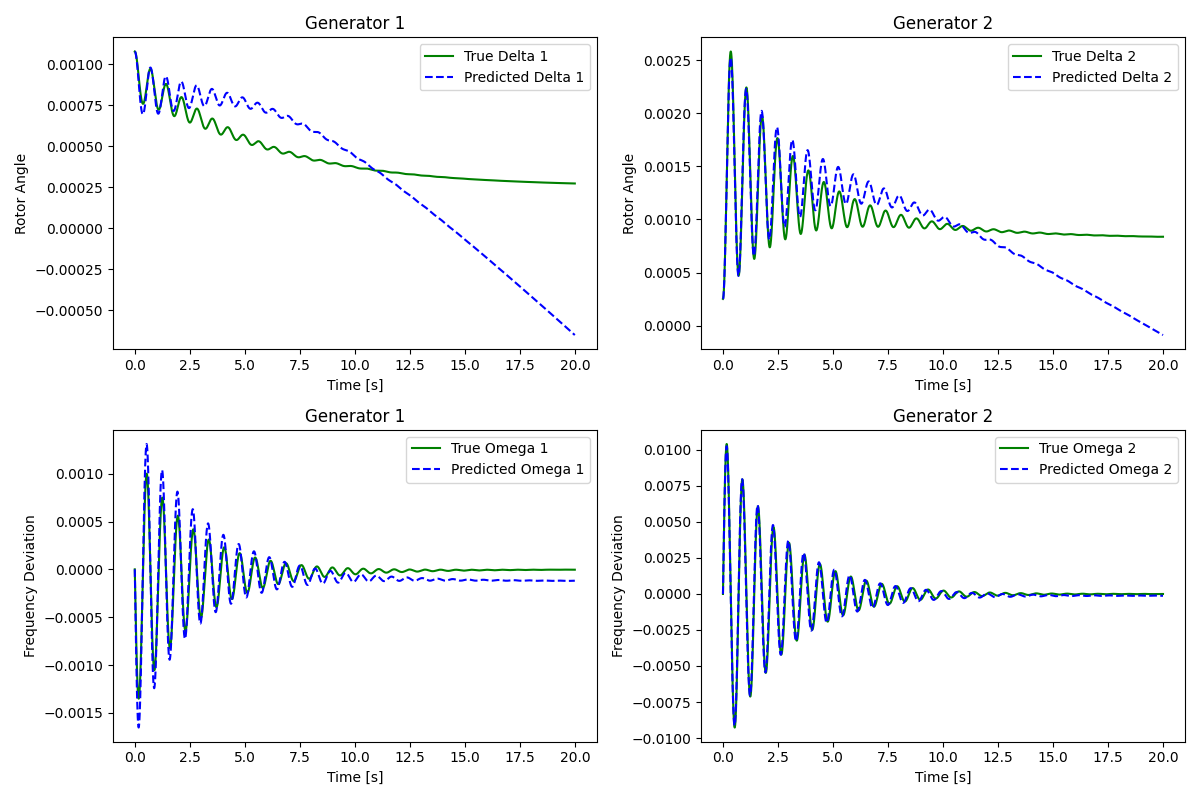 Generator 1
True Delta 1
Predicted Delta 1
Rotor Angle
0.00100
0.00075
0.00050
0.00025
0.00000
−0.00025
−0.00050
0.0 2.5 5.0 7.5 10.0 12.5 15.0 17.5 20.0
Time [s]
Generator 2
True Delta 2
Predicted Delta 2
Rotor Angle
0.0025
0.0020
0.0015
0.0010
0.0005
0.0000
0.0 2.5 5.0 7.5 10.0 12.5 15.0 17.5 20.0
Time [s]
Generator 1
True Omega 1
Predicted Omega 1
Frequency Deviation
0.0010
0.0005
0.0000
−0.0005
−0.0010
−0.0015
0.0 2.5 5.0 7.5 10.0 12.5 15.0 17.5 20.0
Time [s]
Generator 2
True Omega 2
Predicted Omega 2
Frequency Deviation
0.0100
0.0075
0.0050
0.0025
0.0000
−0.0025
−0.0050
−0.0075
−0.0100
0.0 2.5 5.0 7.5 10.0 12.5 15.0 17.5 20.0
Time [s]